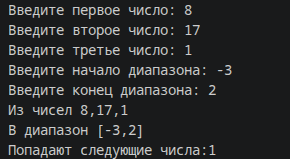 Введите первое число: 8
Введите второе число: 17
Введите третье число: 1
Введите начало диапазона: -3
Введите конец диапазона: 2
Из чисел 8,17,1
В диапазон [-3,2]
Попадают следующие числа:1